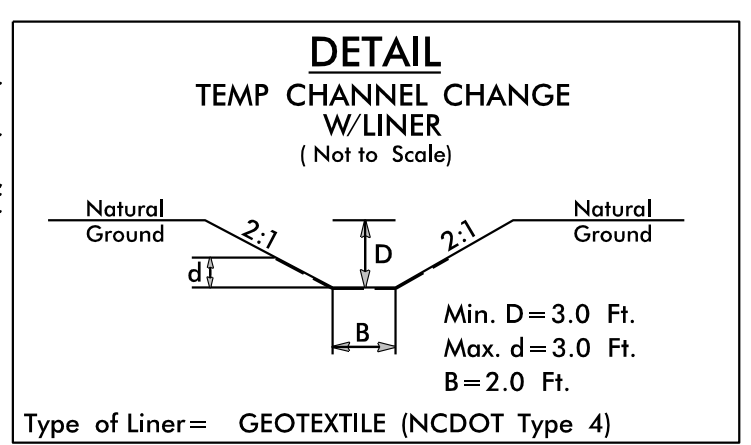 DETAIL
TEMP CHANNEL CHANGE
W/LINER
( Not to Scale)
Natural
Ground
2:1
D
2:1
Natural
Ground
d
B
Min. D=3.0 Ft.
Max. d=3.0 Ft.
B=2.0 Ft.
Type of Liner= GEOTEXTILE (NCDOT Type 4)